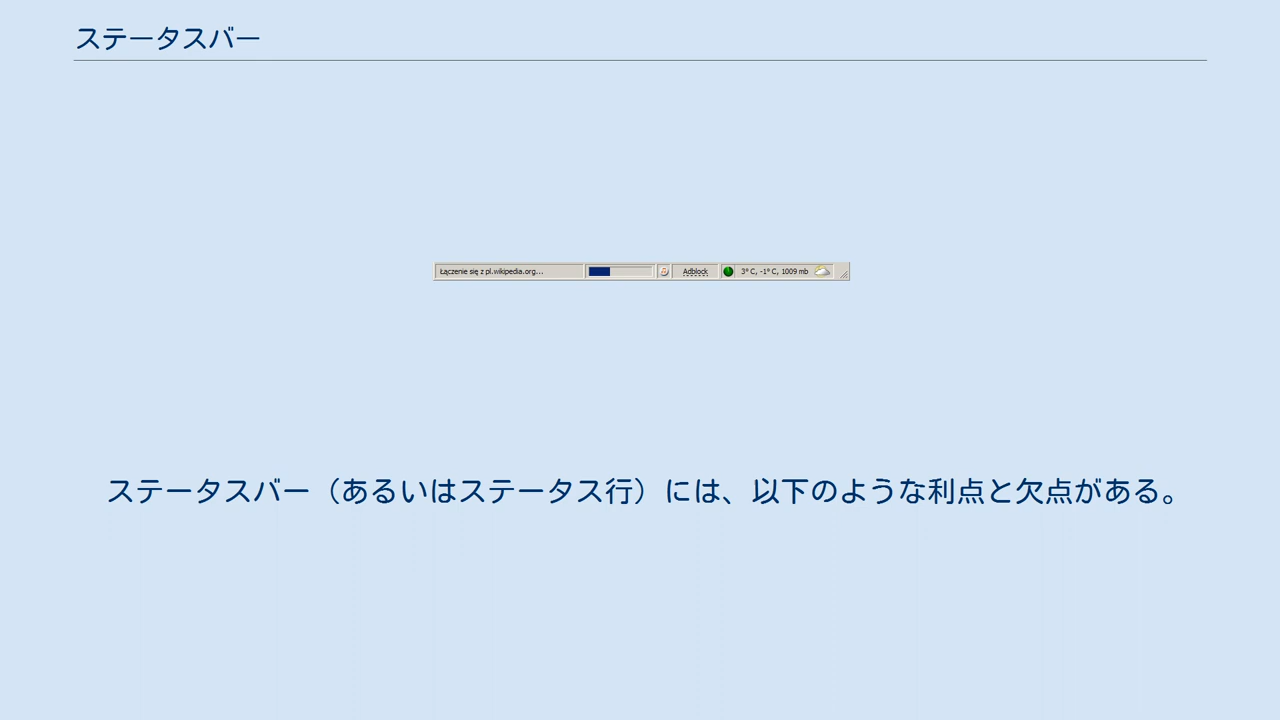 ステータスバー
Łączenie się z pl.wikipedia.org... Adblock 3° C, -1° C, 1009 mb
ステータスバー（あるいはステータス行）には、以下のような利点と欠点がある。